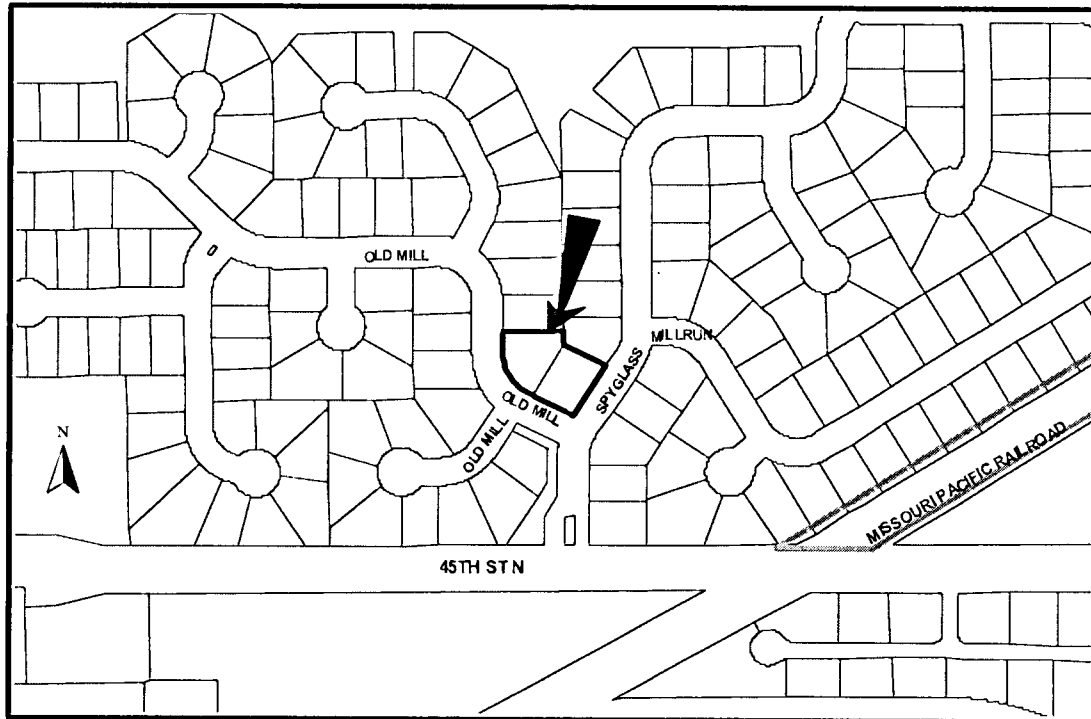 OLD MILL
MILLRUN
SPYGLASS
OLD MILL
OLD MILL
N
MISSOURI PACIFIC RAILROAD
45TH ST N